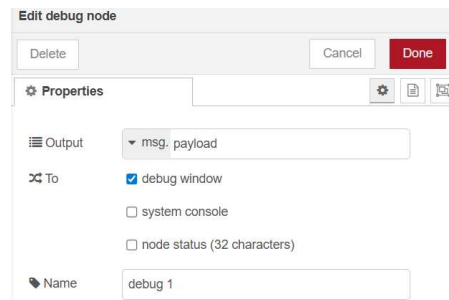 Edit debug node
Delete Cancel Done
Properties
Output msg. payload
To debug window
system console
node status (32 characters)
Name debug 1